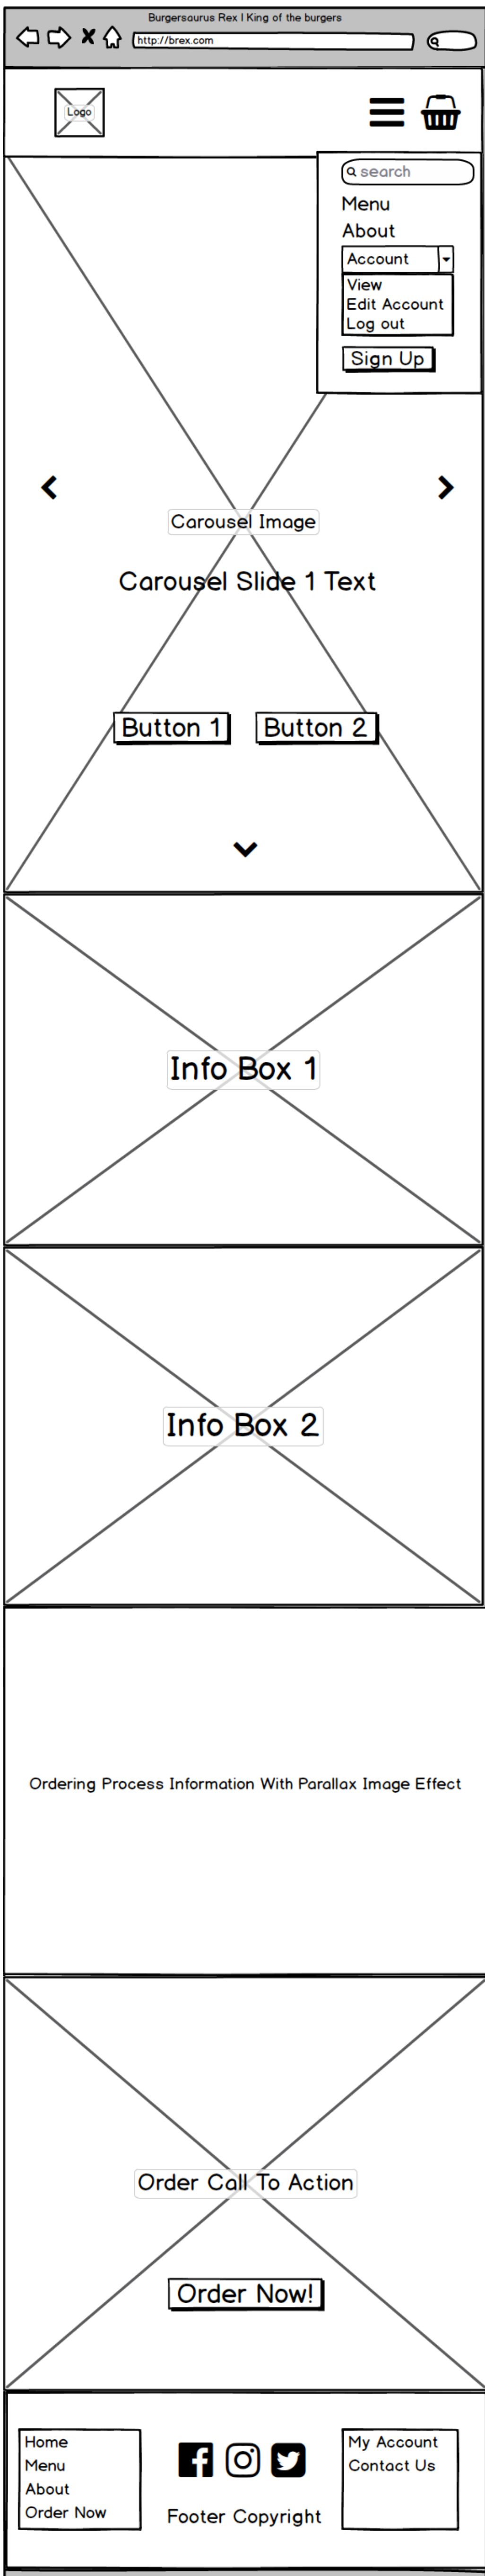 Burgersaurus Rex | King of the burgers
http://brex.com
Logo
search
Menu
About
Account
View
Edit Account
Log out
Sign Up
Carousel Image
Carousel Slide 1 Text
Button 1
Button 2
Info Box 1
Info Box 2
Ordering Process Information With Parallax Image Effect
Order Call To Action
Order Now!
Home
Menu
About
Order Now
Footer Copyright
My Account
Contact Us